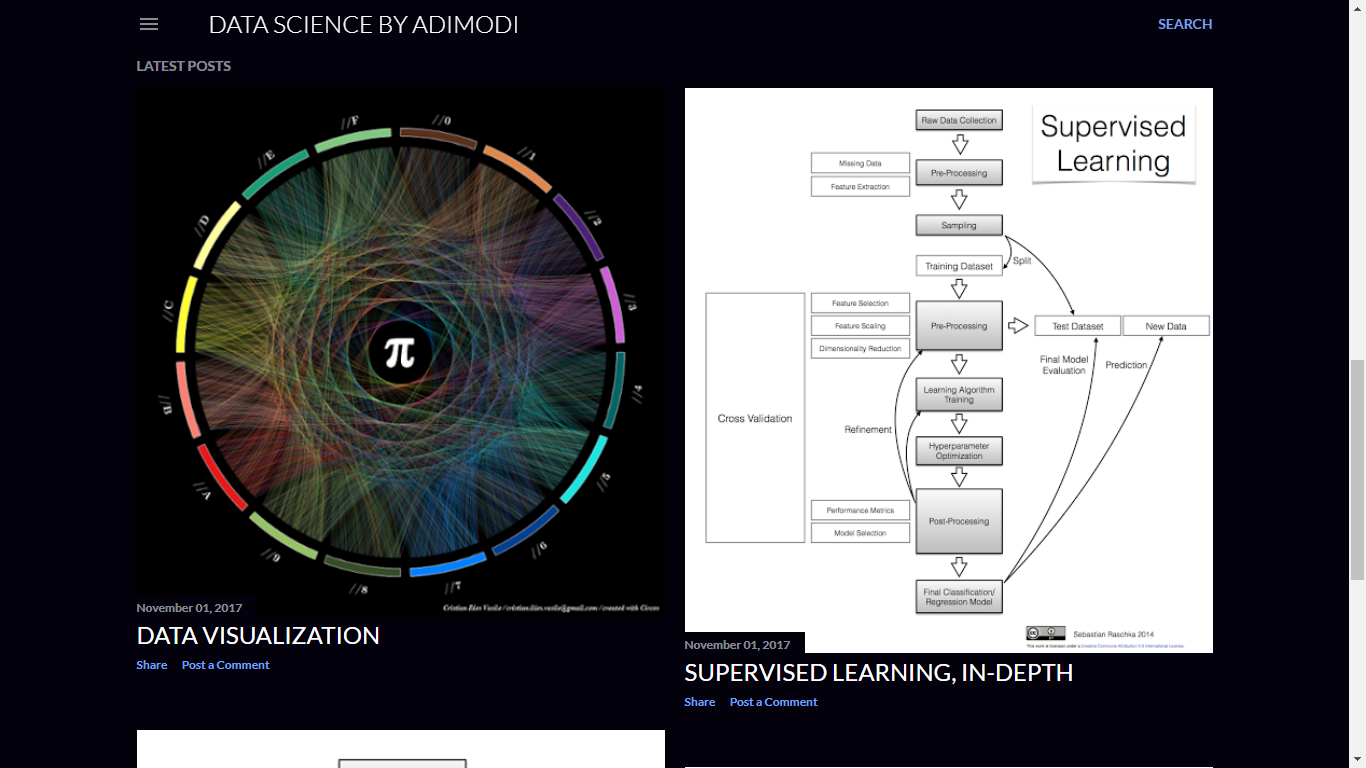 DATA SCIENCE BY ADIMODI
SEARCH
LATEST POSTS
//F
//0
//E
//1
//D
//2
//C
//3
//B
//4
//A
//5
//9
//6
//8
//7
π
Cristian Ilies Vasile / cristian.ilies.vasile@gmail.com / created with Circos
November 01, 2017
DATA VISUALIZATION
Share
Post a Comment
Supervised
Learning
Raw Data Collection
Missing Data
Pre-Processing
Feature Extraction
Sampling
Split
Training Dataset
Feature Selection
Feature Scaling
Pre-Processing
Test Dataset
New Data
Dimensionality Reduction
Final Model
Evaluation
Prediction
Learning Algorithm
Training
Cross Validation
Refinement
Hyperparameter
Optimization
Performance Metrics
Post-Processing
Model Selection
Final Classification/
Regression Model
Sebastian Raschka 2014
This work is licensed under a Creative Commons Attribution 4.0 International License.
November 01, 2017
SUPERVISED LEARNING, IN-DEPTH
Share
Post a Comment